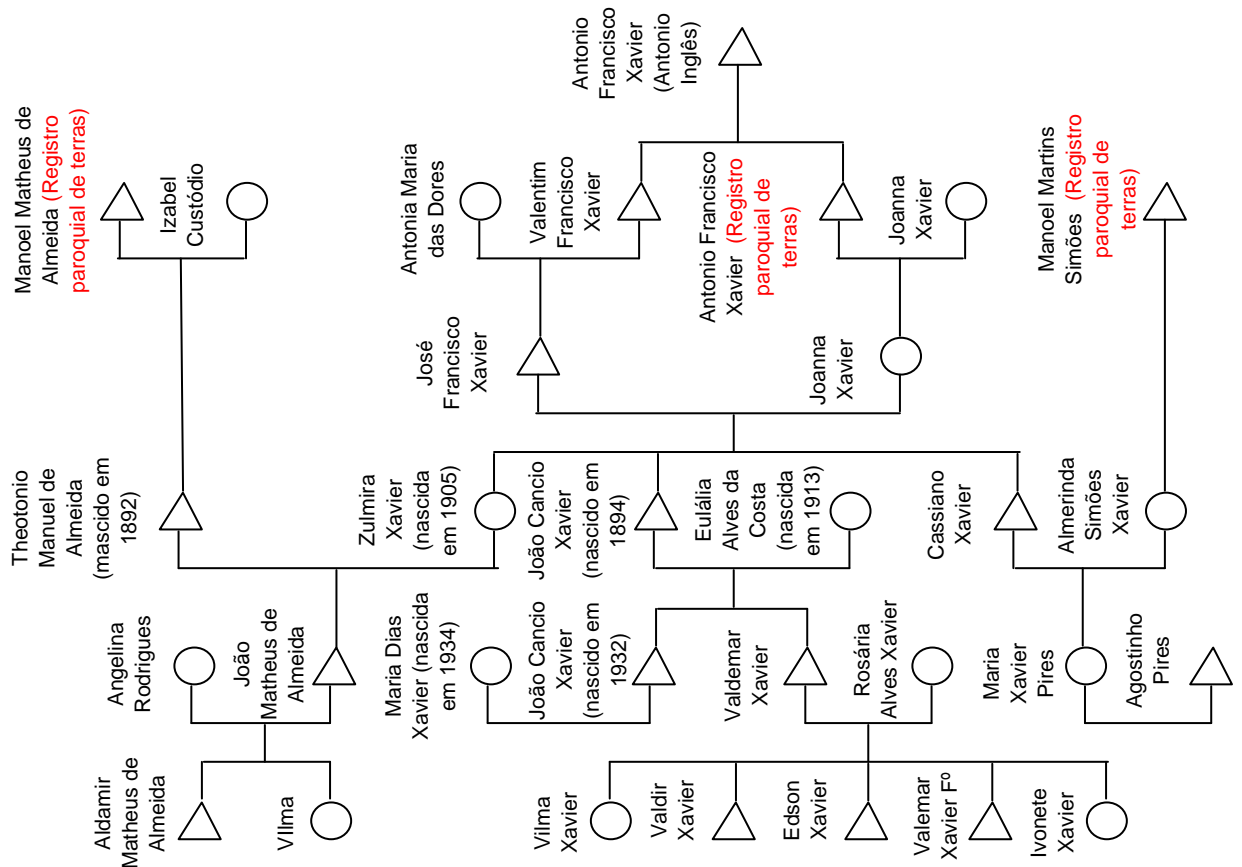 Antonio
Francisco
Xavier
(Antonio
Inglês)
Manoel Matheus de
Almeida (Registro
paroquial de terras)
Izabel
Custódio
Antonia Maria
das Dores
Valentim
Francisco
Xavier
Antonio Francisco
Xavier (Registro
paroquial de
terras)
Joanna
Xavier
Manoel Martins
Simões (Registro
paroquial de
terras)
José
Francisco
Xavier
Joanna
Xavier
Theotonio
Manuel de
Almeida
(mascido em
1892)
Zulmira
Xavier
(nascida
em 1905)
João Cancio
Xavier
(nascido em
1894)
Eulália
Alves da
Costa
(nascida
em 1913)
Cassiano
Xavier
Almerinda
Simões
Xavier
Angelina
Rodrigues
João
Matheus de
Almeida
Maria Dias
Xavier (nascida
em 1934)
João Cancio
Xavier
(nascido em
1932)
Valdemar
Xavier
Rosária
Alves Xavier
Maria
Xavier
Pires
Agostinho
Pires
Aldamir
Matheus de
Almeida
VIlma
Vilma
Xavier
Valdir
Xavier
Edson
Xavier
Valemar
Xavier Fº
Ivonete
Xavier